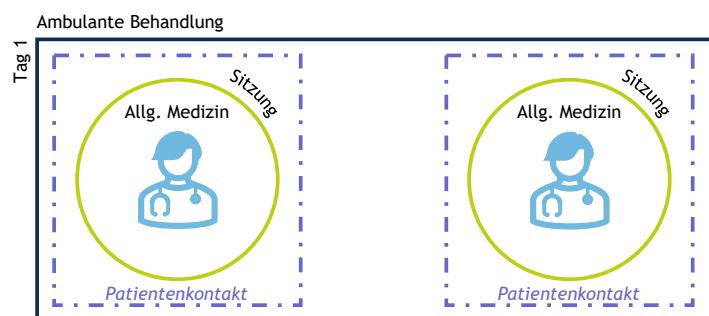 Ambulante Behandlung
Tag 1
Sitzung
Allg. Medizin
Patientenkontakt
Sitzung
Allg. Medizin
Patientenkontakt